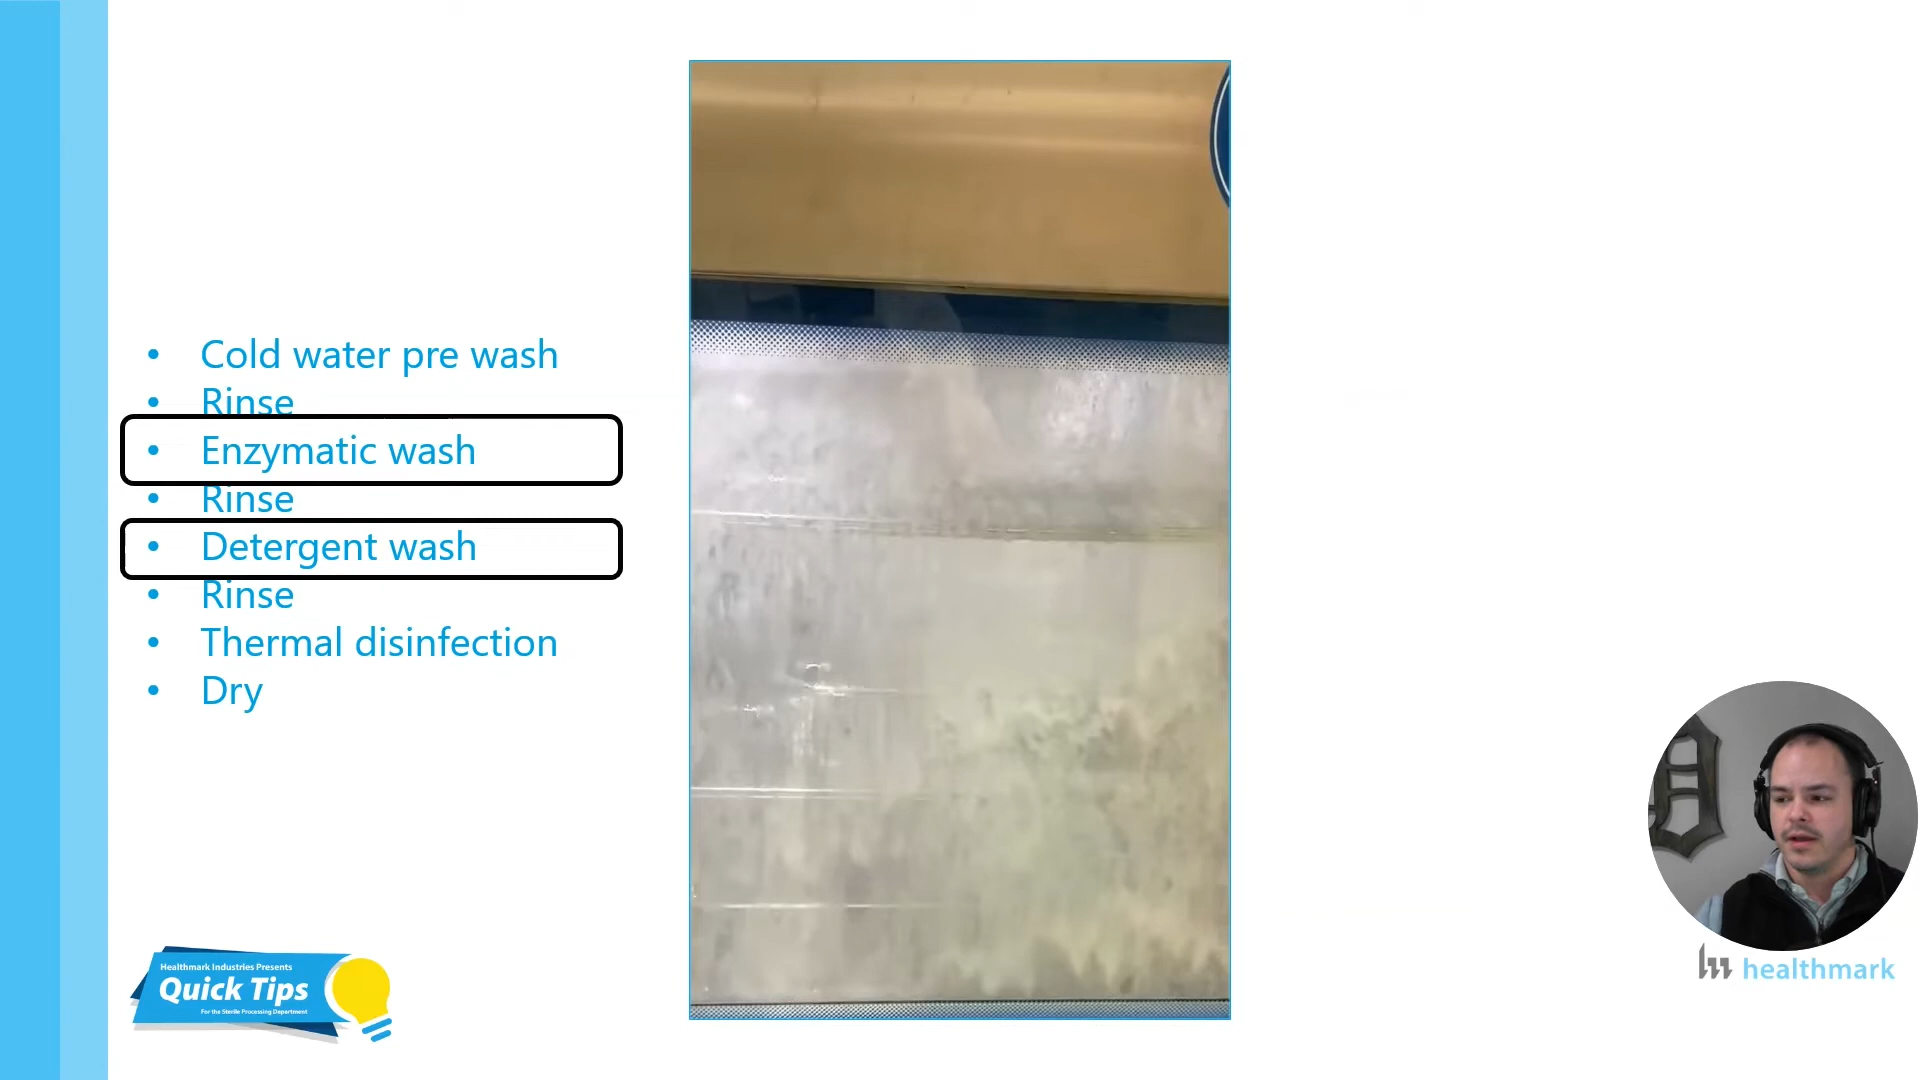 • Cold water pre wash
• Rinse
• Enzymatic wash
• Rinse
• Detergent wash
• Rinse
• Thermal disinfection
• Dry
Healthmark Industries Presents
Quick Tips
For the Sterile Processing Department
healthmark